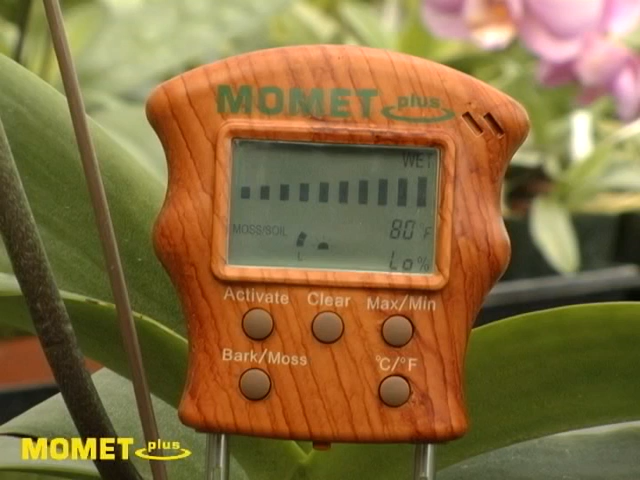 MOMET plus
WET
MOSS/SOIL 80°F
L Lo%
Activate Clear Max/Min
Bark/Moss °C/°F
MOMET plus